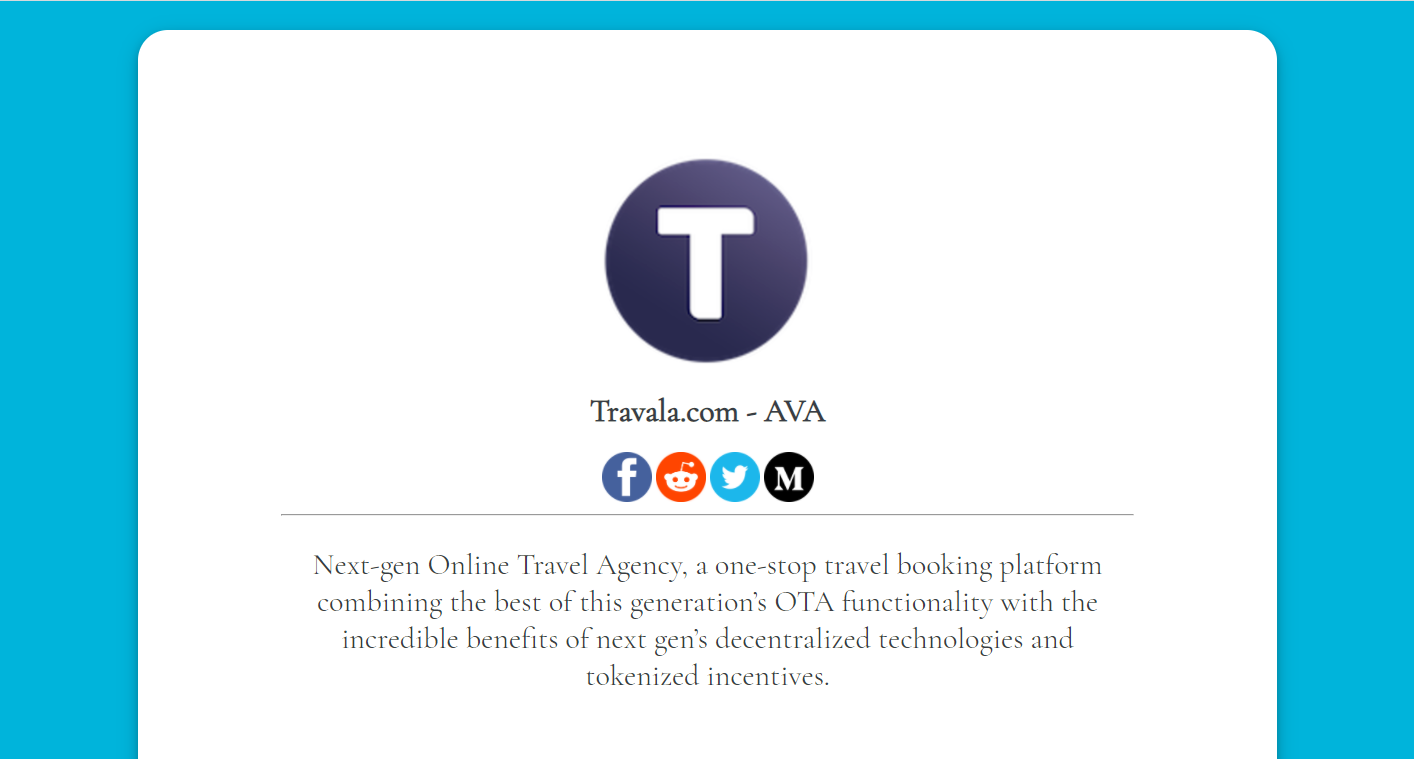 T
Travala.com - AVA
f M
Next-gen Online Travel Agency, a one-stop travel booking platform
combining the best of this generation’s OTA functionality with the
incredible benefits of next gen’s decentralized technologies and
tokenized incentives.